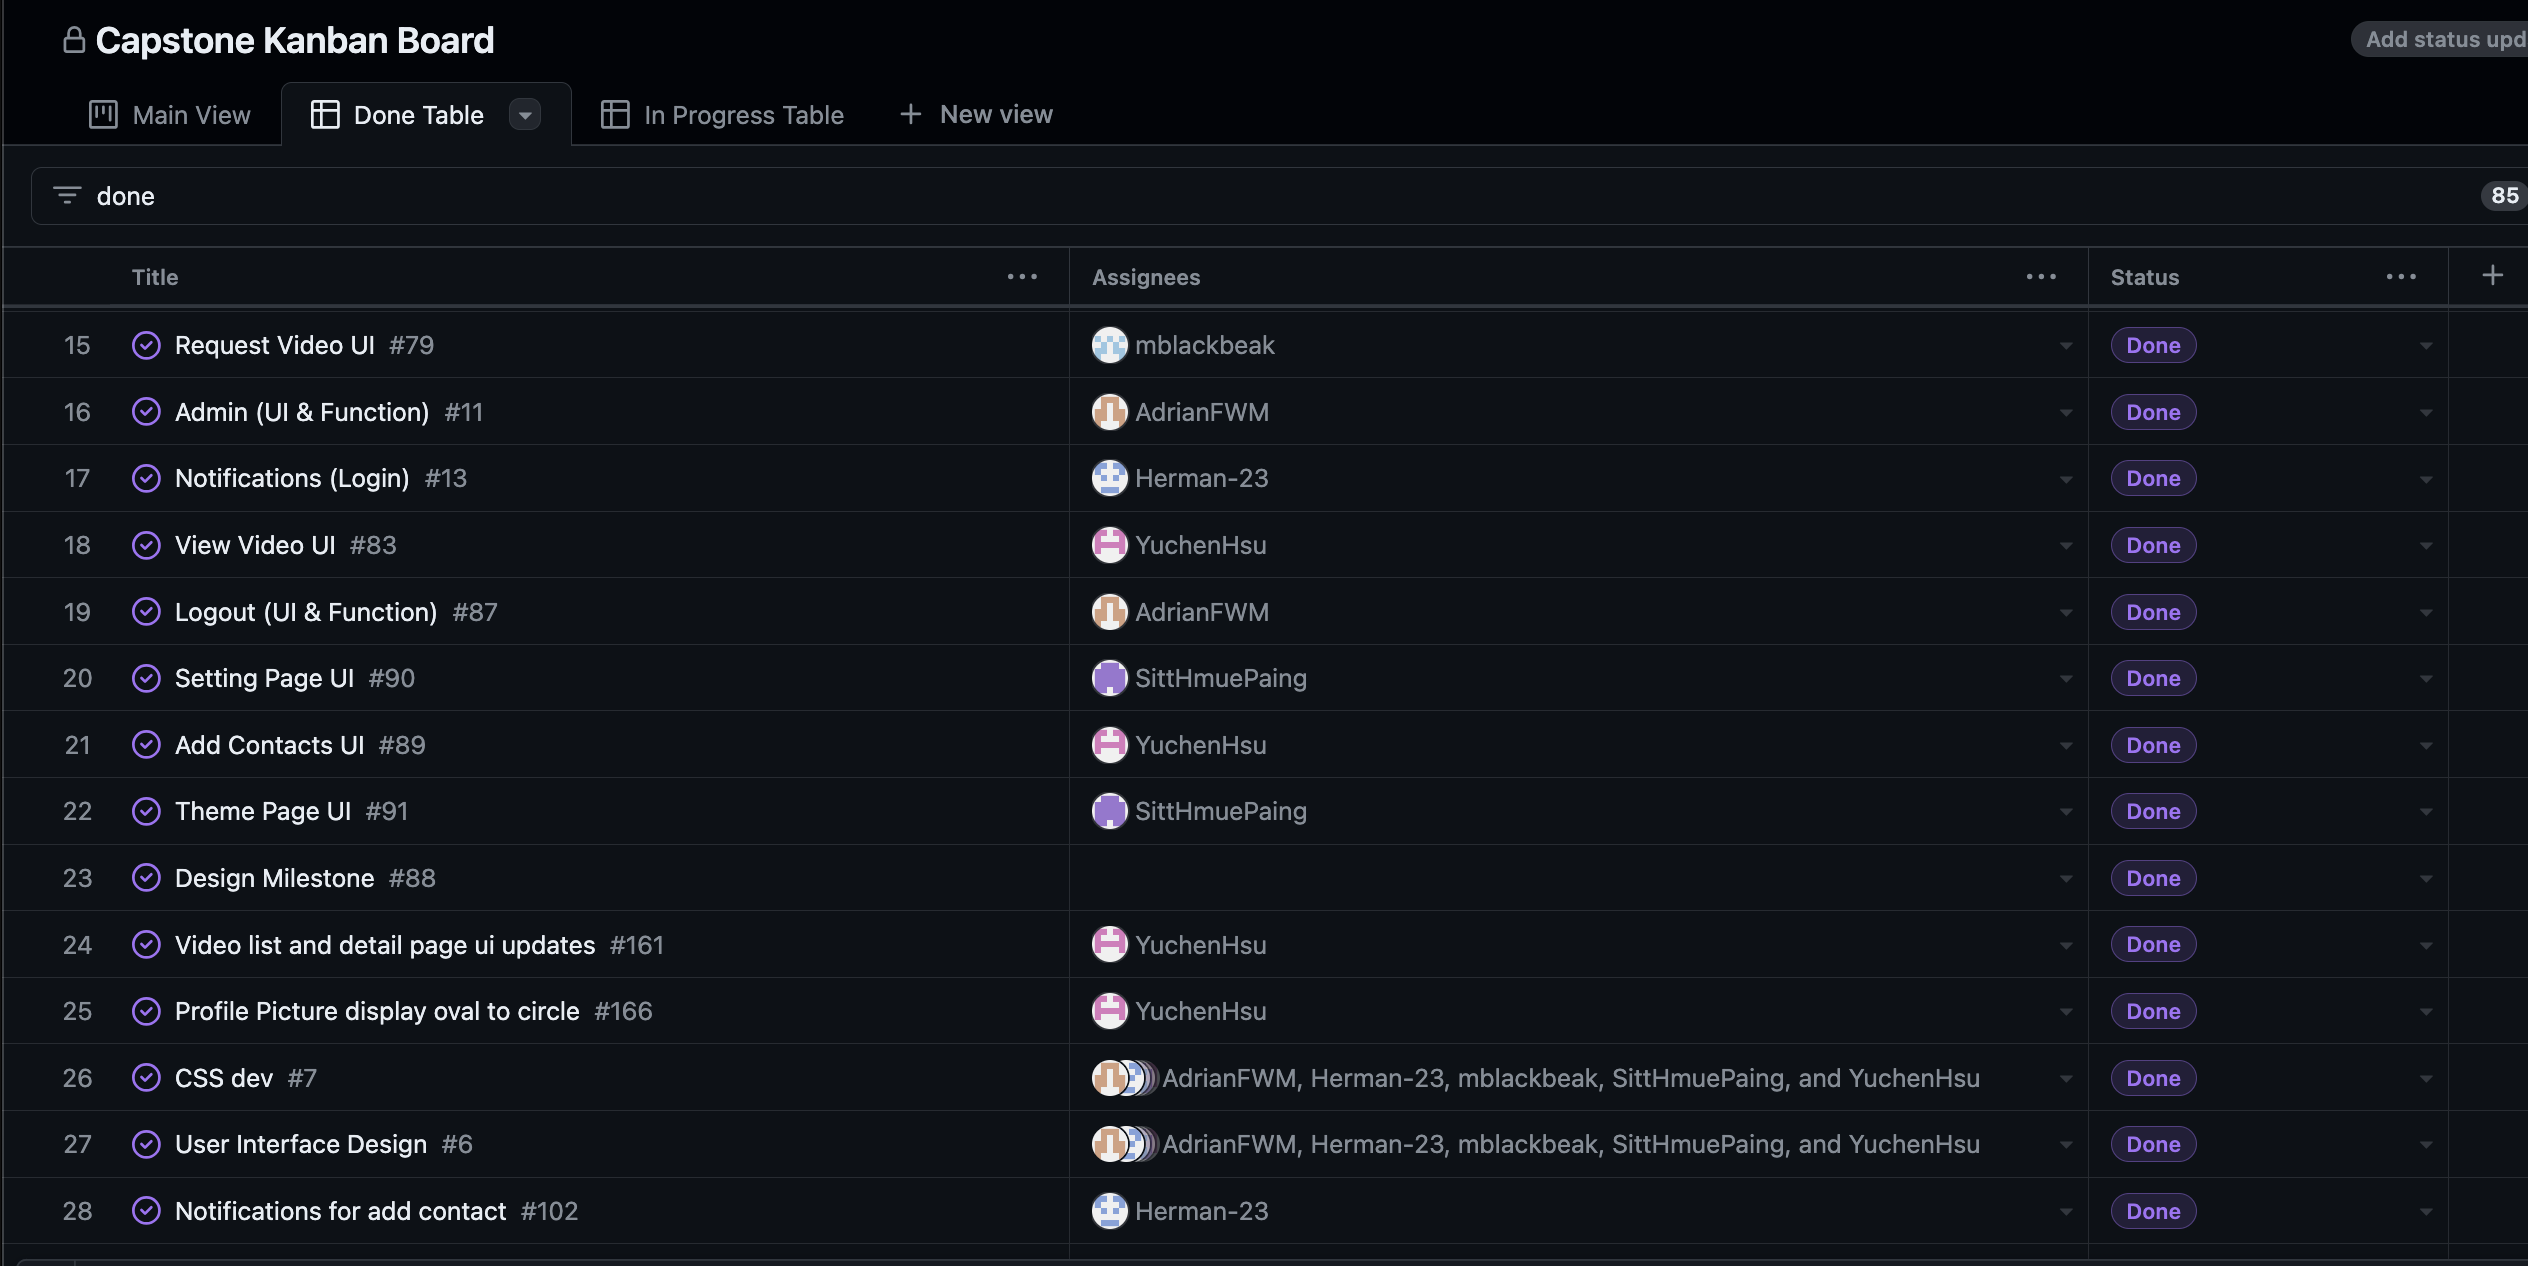 Capstone Kanban Board
Add status upd
Main View Done Table In Progress Table + New view
done 85
Title ... Assignees ... Status ... +
15 Request Video UI #79 mblackbeak Done
16 Admin (UI & Function) #11 AdrianFWM Done
17 Notifications (Login) #13 Herman-23 Done
18 View Video UI #83 YuchenHsu Done
19 Logout (UI & Function) #87 AdrianFWM Done
20 Setting Page UI #90 SittHmuePaing Done
21 Add Contacts UI #89 YuchenHsu Done
22 Theme Page UI #91 SittHmuePaing Done
23 Design Milestone #88 Done
24 Video list and detail page ui updates #161 YuchenHsu Done
25 Profile Picture display oval to circle #166 YuchenHsu Done
26 CSS dev #7 AdrianFWM, Herman-23, mblackbeak, SittHmuePaing, and YuchenHsu Done
27 User Interface Design #6 AdrianFWM, Herman-23, mblackbeak, SittHmuePaing, and YuchenHsu Done
28 Notifications for add contact #102 Herman-23 Done